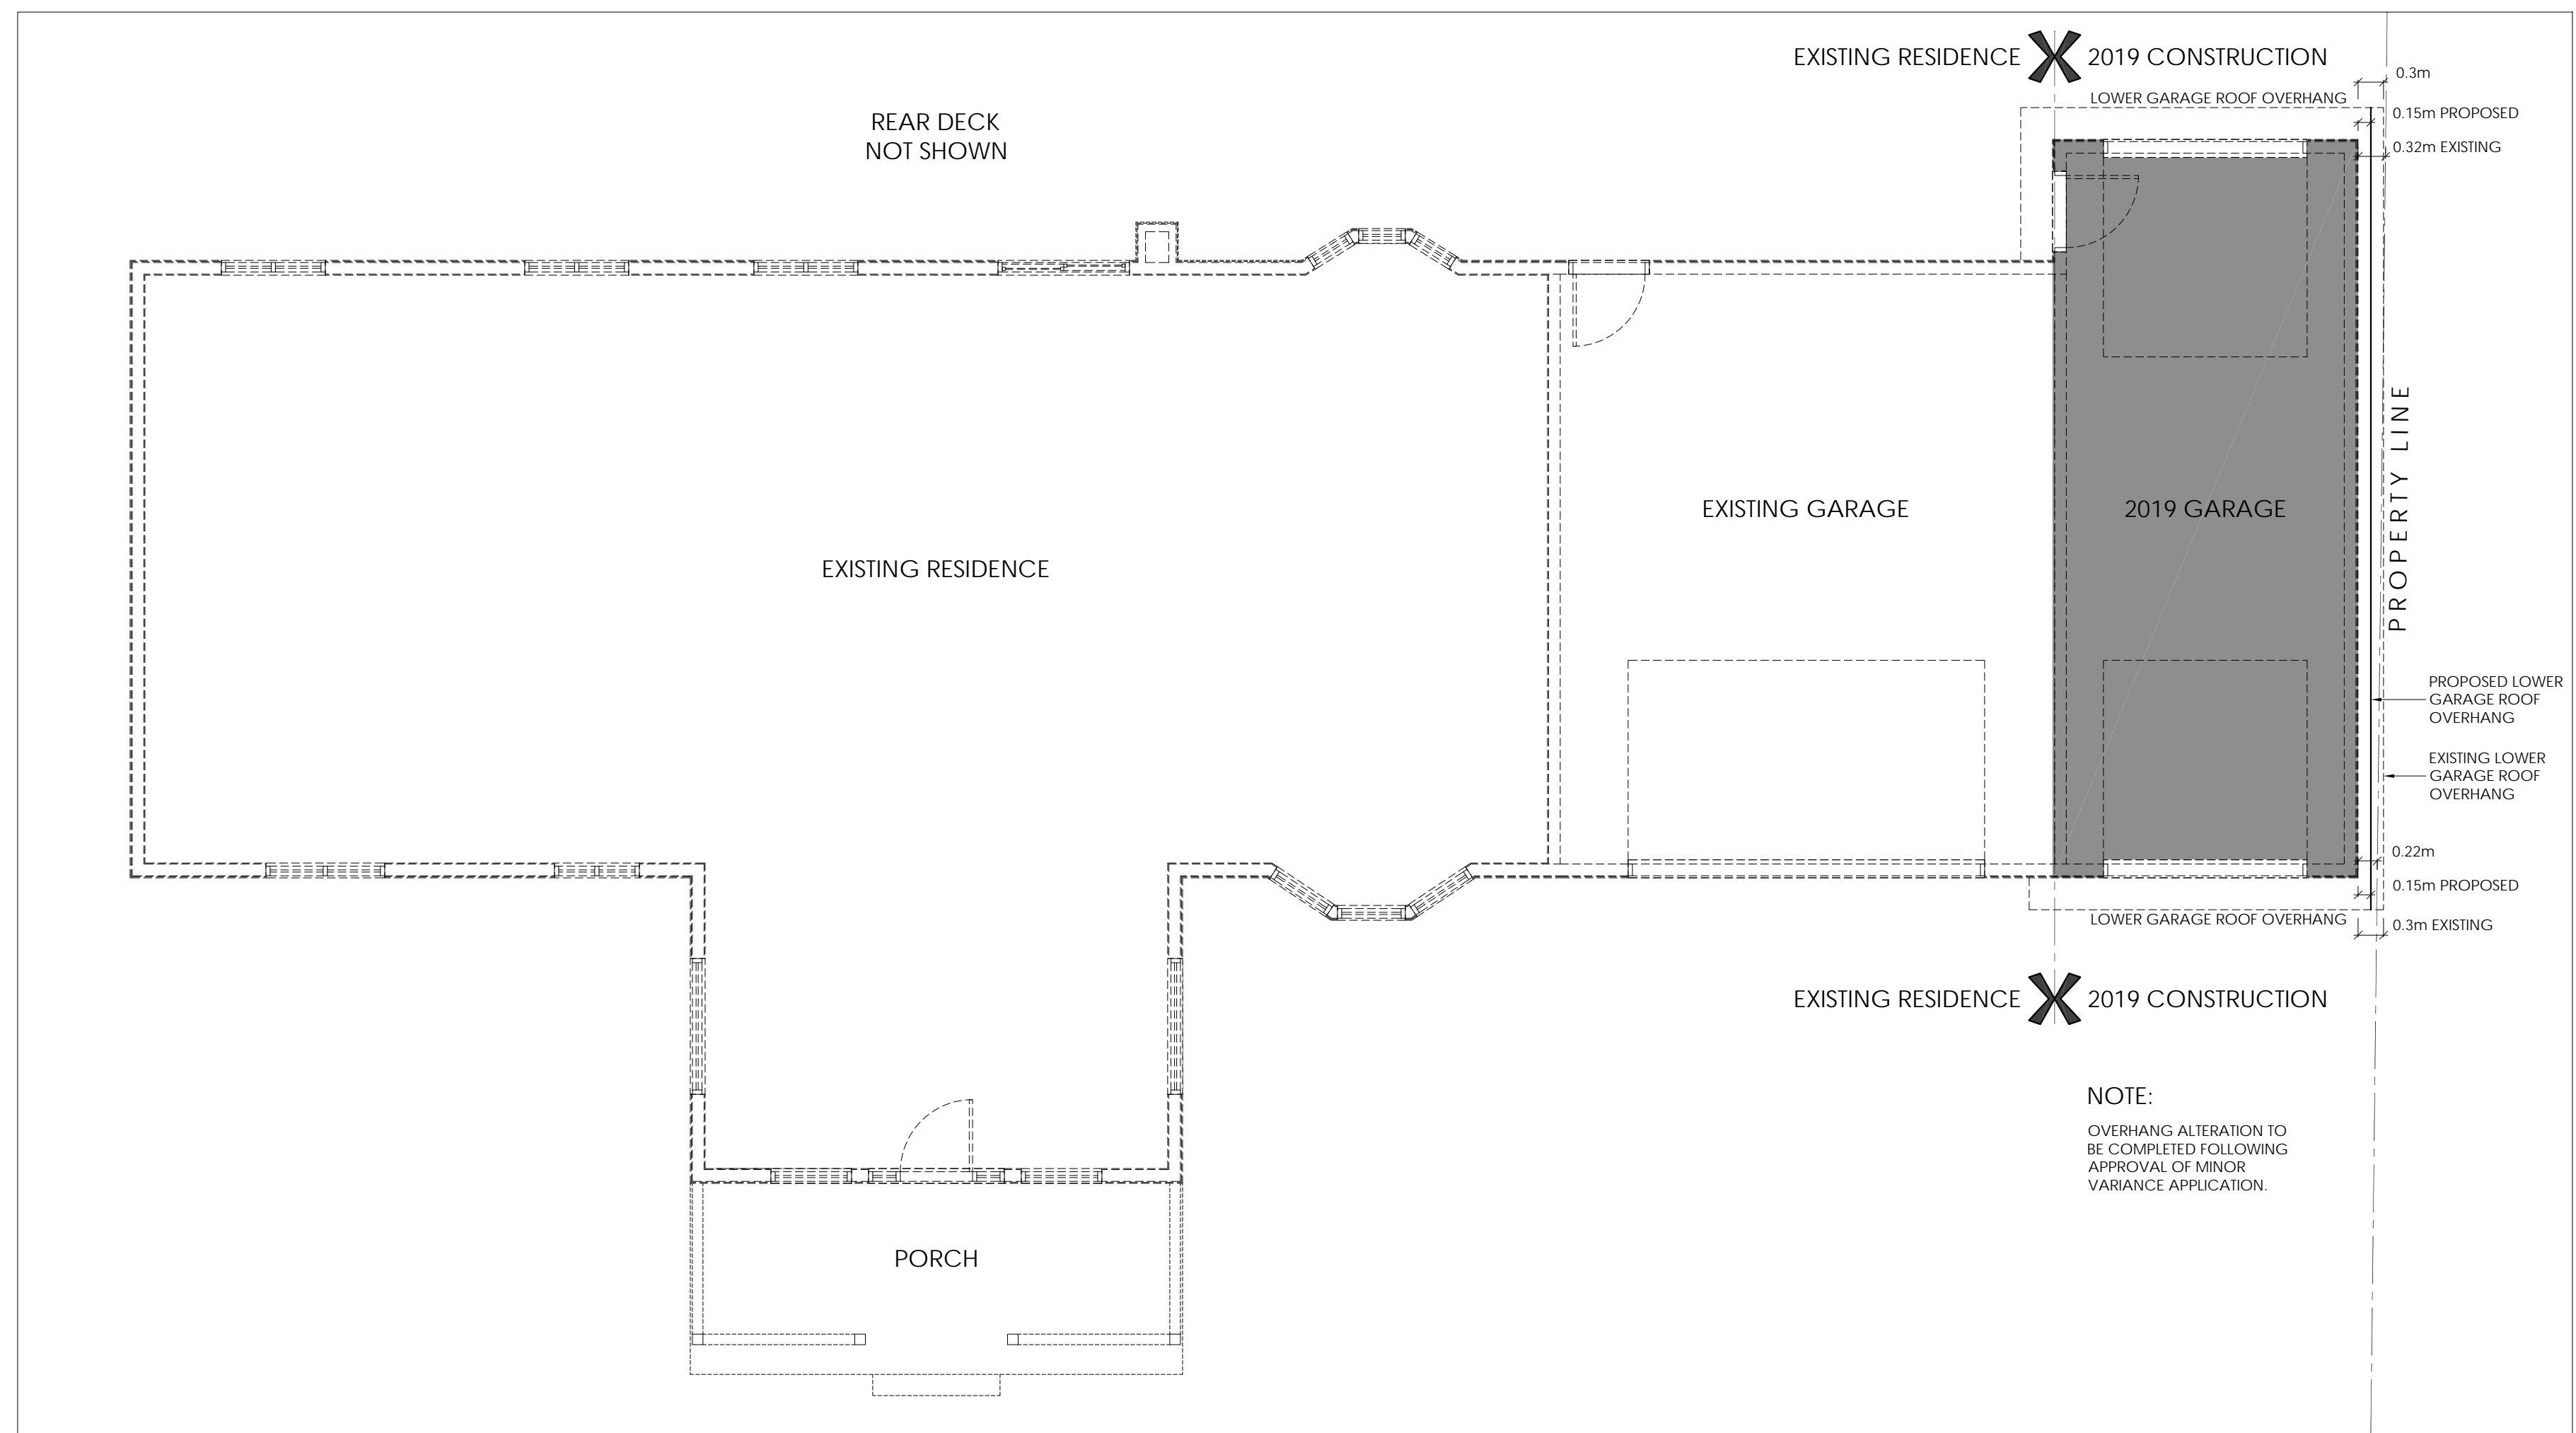 EXISTING RESIDENCE 2019 CONSTRUCTION
0.3m
LOWER GARAGE ROOF OVERHANG
0.15m PROPOSED
0.32m EXISTING
REAR DECK
NOT SHOWN
EXISTING RESIDENCE
EXISTING GARAGE
2019 GARAGE
PROPERTY LINE
PROPOSED LOWER
GARAGE ROOF
OVERHANG
EXISTING LOWER
GARAGE ROOF
OVERHANG
0.22m
0.15m PROPOSED
LOWER GARAGE ROOF OVERHANG
0.3m EXISTING
EXISTING RESIDENCE 2019 CONSTRUCTION
NOTE:
OVERHANG ALTERATION TO
BE COMPLETED FOLLOWING
APPROVAL OF MINOR
VARIANCE APPLICATION.
PORCH